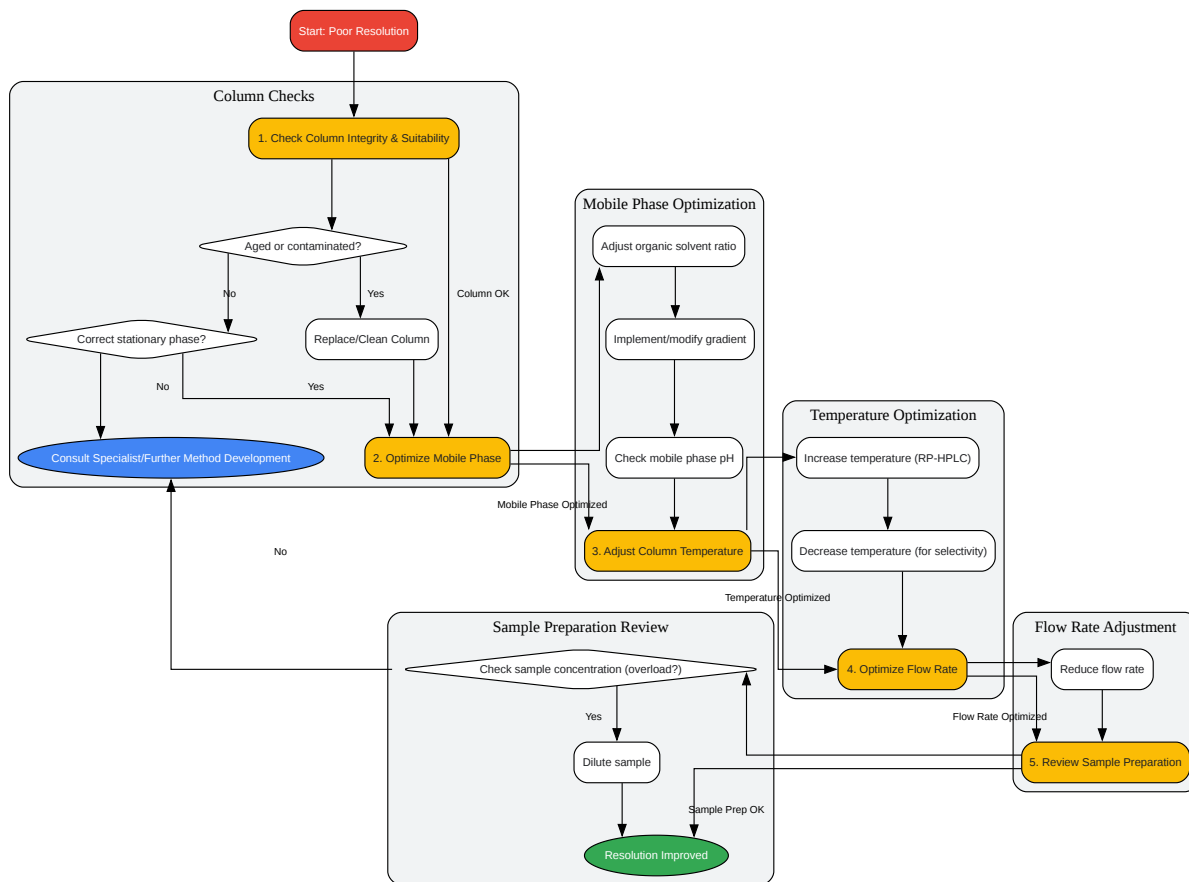 Start: Poor Resolution
Column Checks
1. Check Column Integrity & Suitability
Aged or contaminated?
No
Yes
Column OK
Correct stationary phase?
Replace/Clean Column
No
Yes
Consult Specialist/Further Method Development
2. Optimize Mobile Phase
Mobile Phase Optimization
Adjust organic solvent ratio
Implement/modify gradient
Check mobile phase pH
Mobile Phase Optimized
3. Adjust Column Temperature
Temperature Optimization
Increase temperature (RP-HPLC)
Decrease temperature (for selectivity)
Temperature Optimized
4. Optimize Flow Rate
Flow Rate Adjustment
Reduce flow rate
Flow Rate Optimized
5. Review Sample Preparation
Sample Preparation Review
Check sample concentration (overload?)
No
Yes
Dilute sample
Sample Prep OK
Resolution Improved